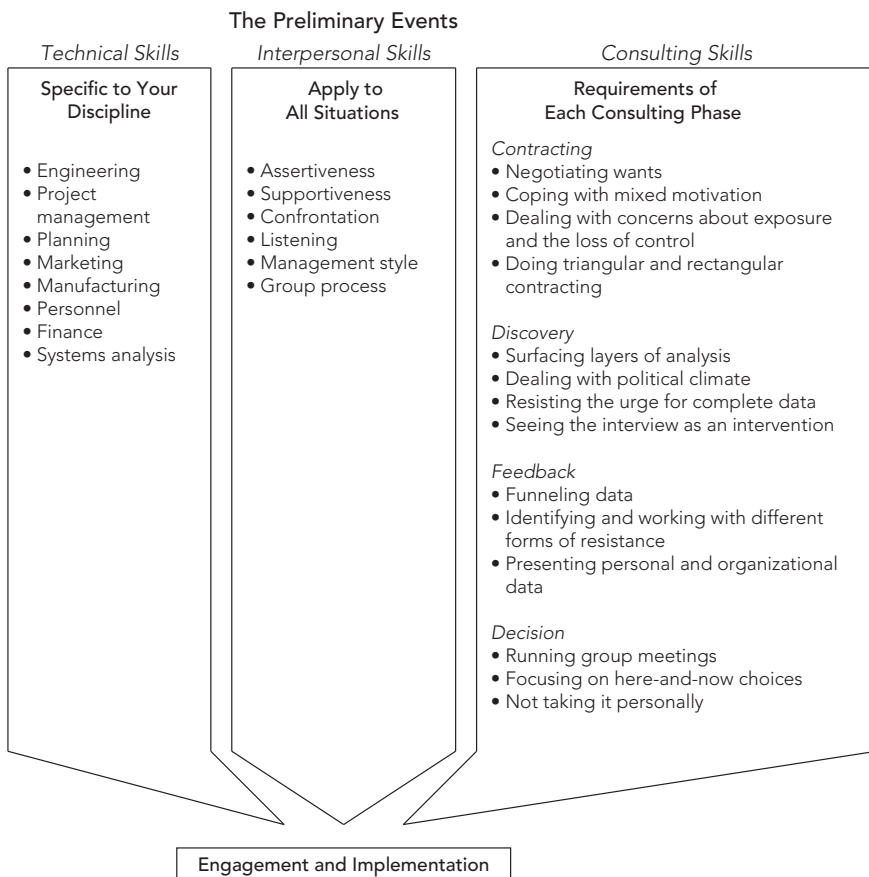 The Preliminary Events
Technical Skills
Specific to Your
Discipline
• Engineering
• Project
management
• Planning
• Marketing
• Manufacturing
• Personnel
• Finance
• Systems analysis
Interpersonal Skills
Apply to
All Situations
• Assertiveness
• Supportiveness
• Confrontation
• Listening
• Management style
• Group process
Consulting Skills
Requirements of
Each Consulting Phase
Contracting
• Negotiating wants
• Coping with mixed motivation
• Dealing with concerns about exposure
and the loss of control
• Doing triangular and rectangular
contracting
Discovery
• Surfacing layers of analysis
• Dealing with political climate
• Resisting the urge for complete data
• Seeing the interview as an intervention
Feedback
• Funneling data
• Identifying and working with different
forms of resistance
• Presenting personal and organizational
data
Decision
• Running group meetings
• Focusing on here-and-now choices
• Not taking it personally
Engagement and Implementation